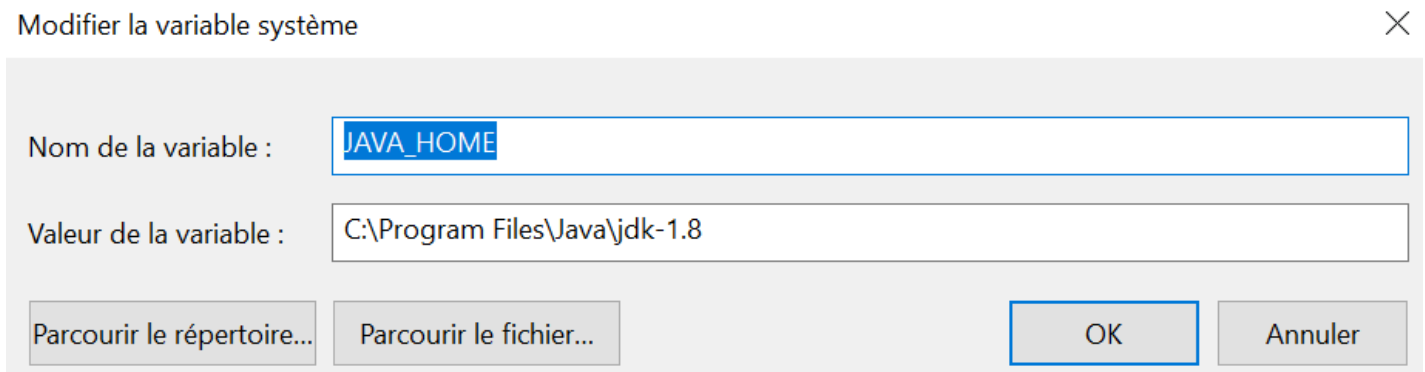 Modifier la variable système
Nom de la variable :
JAVA_HOME
Valeur de la variable :
C:\Program Files\Java\jdk-1.8
Parcourir le répertoire...
Parcourir le fichier...
OK
Annuler